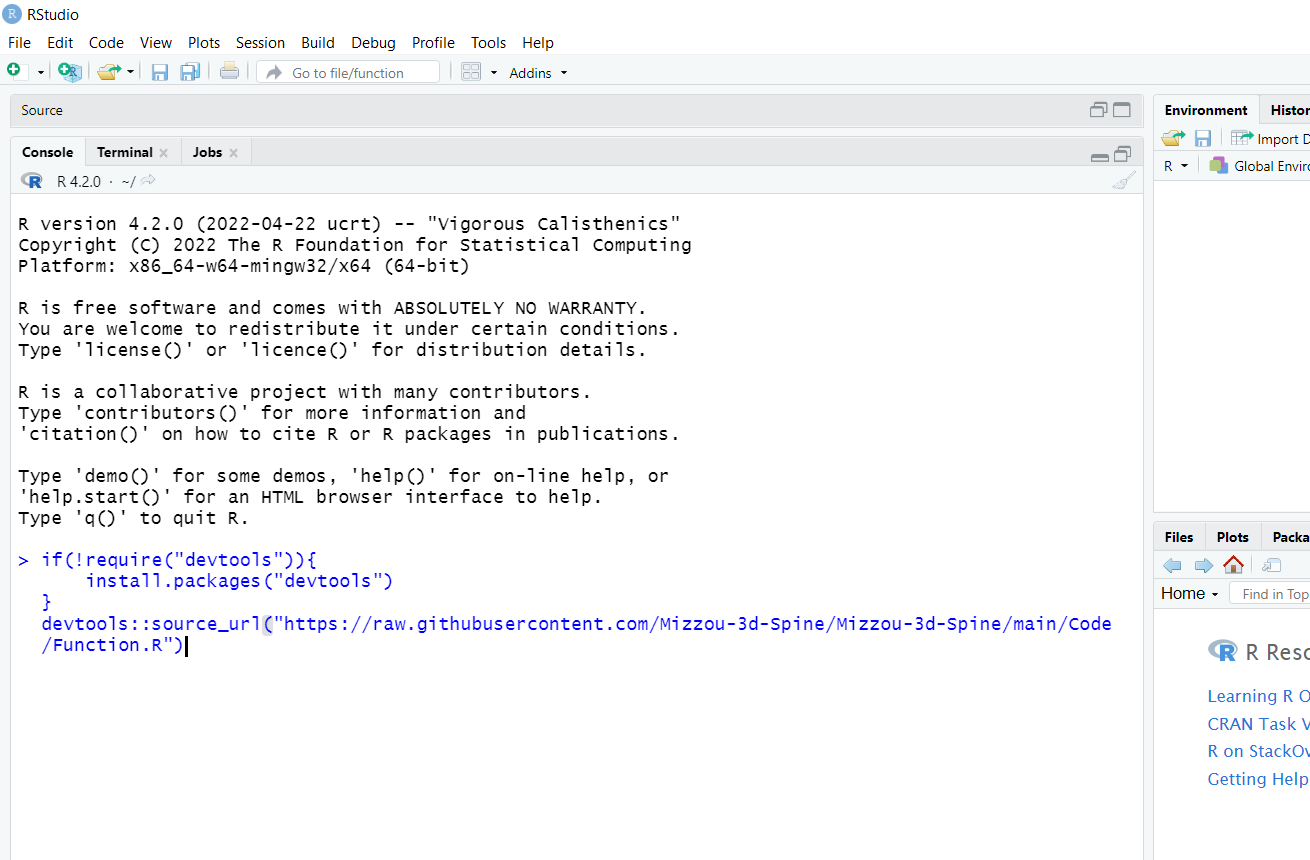 RStudio
File Edit Code View Plots Session Build Debug Profile Tools Help
Go to file/function Addins
Source
Console Terminal Jobs
R 4.2.0 · ~/
R version 4.2.0 (2022-04-22 ucrt) -- "Vigorous Calisthenics"
Copyright (C) 2022 The R Foundation for Statistical Computing
Platform: x86_64-w64-mingw32/x64 (64-bit)
R is free software and comes with ABSOLUTELY NO WARRANTY.
You are welcome to redistribute it under certain conditions.
Type 'license()' or 'licence()' for distribution details.
R is a collaborative project with many contributors.
Type 'contributors()' for more information and
'citation()' on how to cite R or R packages in publications.
Type 'demo()' for some demos, 'help()' for on-line help, or
'help.start()' for an HTML browser interface to help.
Type 'q()' to quit R.
> if(!require("devtools")){
install.packages("devtools")
}
devtools::source_url("https://raw.githubusercontent.com/Mizzou-3d-Spine/Mizzou-3d-Spine/main/Code
/Function.R")
Environment Histor
Import D
R Global Enviro
Files Plots Packa
Home Find in Top
R Reso
Learning R O
CRAN Task V
R on StackOv
Getting Help